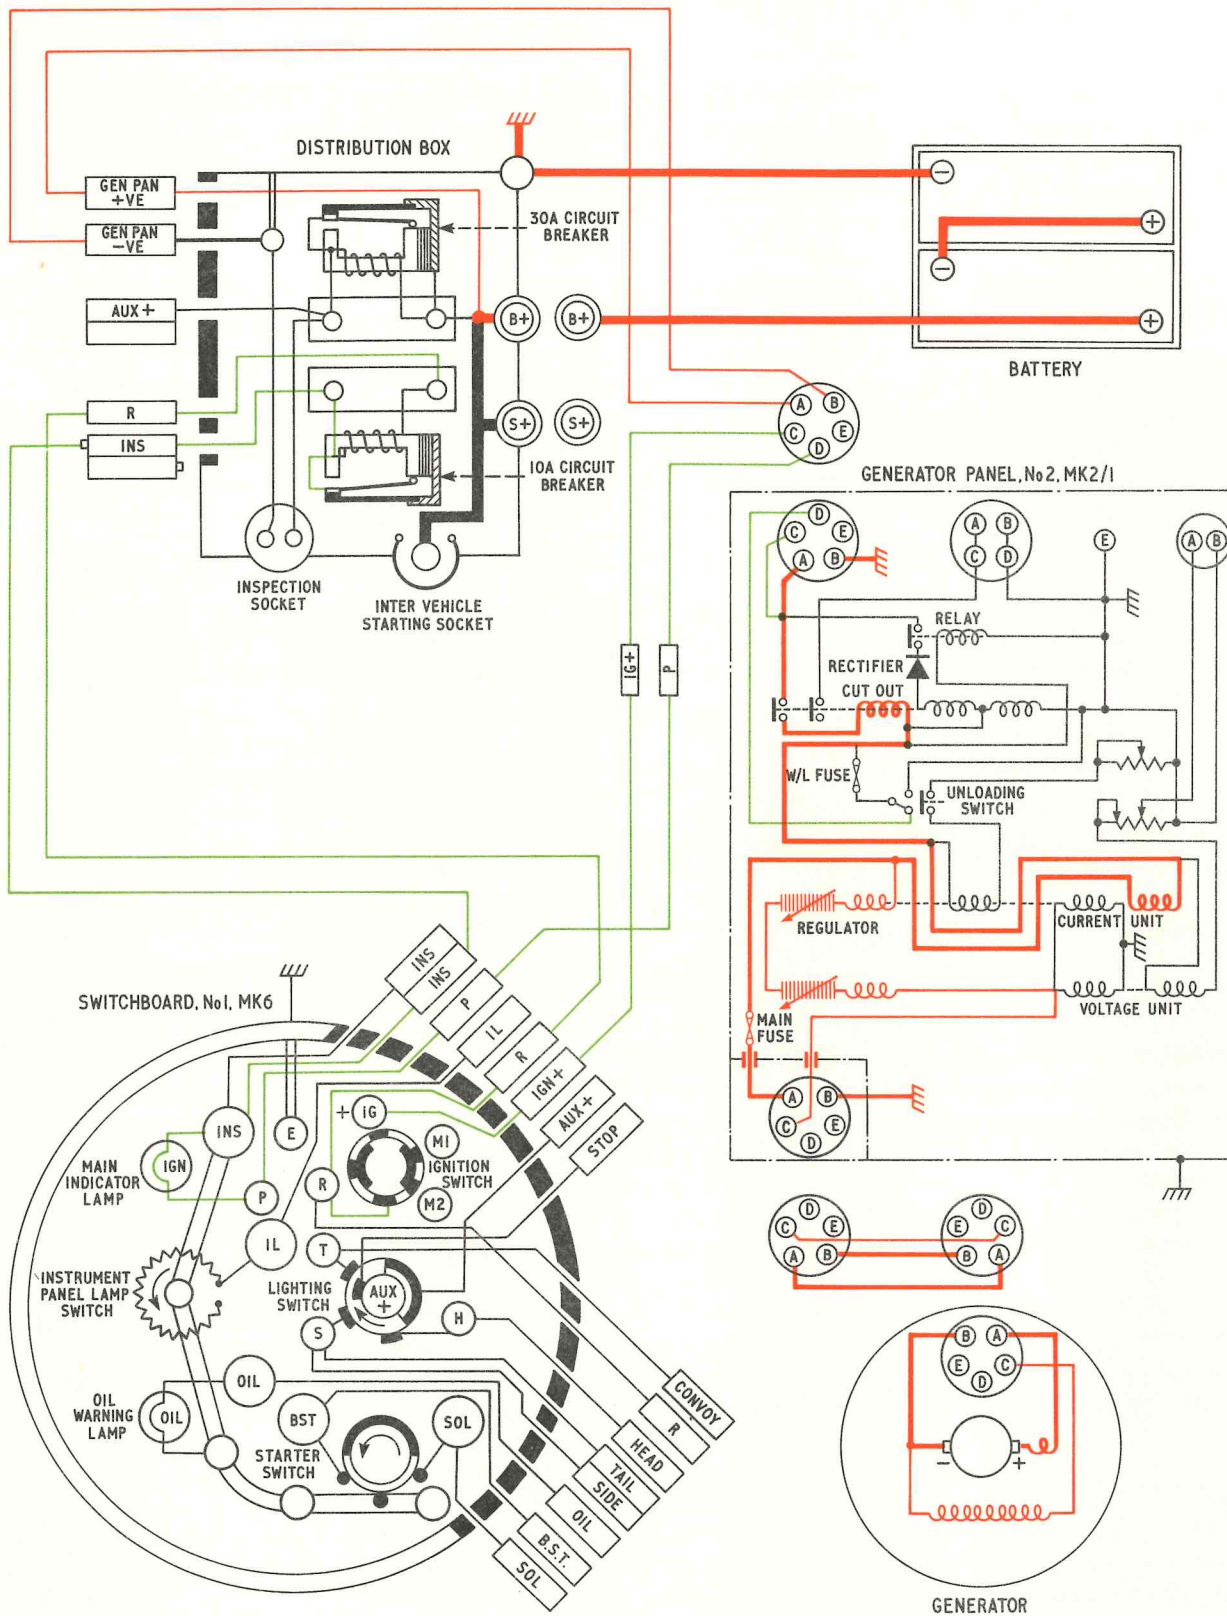 DISTRIBUTION BOX
GEN PAN
+VE
GEN PAN
−VE
AUX+
R
INS
30A CIRCUIT
BREAKER
10A CIRCUIT
BREAKER
B+
B+
S+
S+
INSPECTION
SOCKET
INTER VEHICLE
STARTING SOCKET
−
+
−
+
BATTERY
A
B
C
E
D
GENERATOR PANEL, No2, MK2/1
D
C
E
A
B
A
B
C
D
E
A
B
RELAY
RECTIFIER
CUT OUT
W/L FUSE
UNLOADING
SWITCH
REGULATOR
CURRENT UNIT
VOLTAGE UNIT
MAIN
FUSE
A
B
C
E
D
IG+
P
SWITCHBOARD, No1, MK6
INS
INS
P
IL
R
IGN+
AUX+
STOP
INS
E
+
IG
M1
IGNITION
SWITCH
M2
R
MAIN
INDICATOR
LAMP
IGN
P
IL
T
INSTRUMENT
PANEL LAMP
SWITCH
LIGHTING
SWITCH
AUX
+
S
H
OIL
WARNING
LAMP
OIL
OIL
BST
SOL
STARTER
SWITCH
CONVOY
R
HEAD
TAIL
SIDE
OIL
B.S.T.
SOL
D
C
E
A
B
D
E
C
B
A
B
A
E
C
D
−
+
GENERATOR